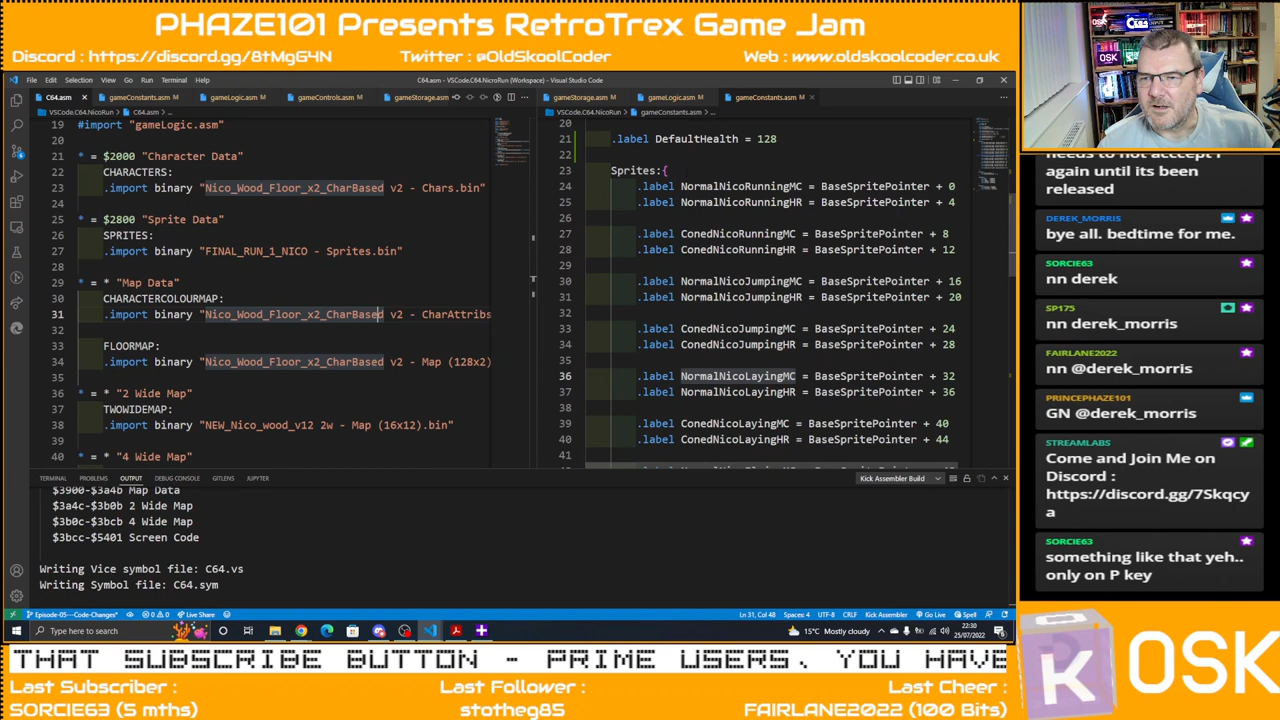 PHAZE101 Presents RetroTrex Game Jam
Discord : https://discord.gg/8tMgG4N
Twitter : @OldSkoolCoder
Web : www.oldskoolcoder.co.uk
File Edit Selection View Go Run Terminal Help
C64.asm - VSCode.C64.NicroRun (Workspace) - Visual Studio Code
C64.asm
gameConstants.asm M
gameLogic.asm M
gameControls.asm M
gameStorage.asm
VSCode.C64.NicroRun > C64.asm > ...
19 #import "gameLogic.asm"
20
21 * = $2000 "Character Data"
22 CHARACTERS:
23 .import binary "Nico_Wood_Floor_x2_CharBased v2 - Chars.bin"
24
25 * = $2800 "Sprite Data"
26 SPRITES:
27 .import binary "FINAL_RUN_1_NICO - Sprites.bin"
28
29 * = * "Map Data"
30 CHARACTERCOLOURMAP:
31 .import binary "Nico_Wood_Floor_x2_CharBased v2 - CharAttribs
32
33 FLOORMAP:
34 .import binary "Nico_Wood_Floor_x2_CharBased v2 - Map (128x2)
35
36 * = * "2 Wide Map"
37 TWOWIDEMAP:
38 .import binary "NEW_Nico_wood_v12 2w - Map (16x12).bin"
39
40 * = * "4 Wide Map"
gameStorage.asm M
gameLogic.asm M
gameConstants.asm M
VSCode.C64.NicroRun > gameConstants.asm > ...
20
21 .label DefaultHealth = 128
22
23 Sprites:{
24 .label NormalNicoRunningMC = BaseSpritePointer + 0
25 .label NormalNicoRunningHR = BaseSpritePointer + 4
26
27 .label ConedNicoRunningMC = BaseSpritePointer + 8
28 .label ConedNicoRunningHR = BaseSpritePointer + 12
29
30 .label NormalNicoJumpingMC = BaseSpritePointer + 16
31 .label NormalNicoJumpingHR = BaseSpritePointer + 20
32
33 .label ConedNicoJumpingMC = BaseSpritePointer + 24
34 .label ConedNicoJumpingHR = BaseSpritePointer + 28
35
36 .label NormalNicoLayingMC = BaseSpritePointer + 32
37 .label NormalNicoLayingHR = BaseSpritePointer + 36
38
39 .label ConedNicoLayingMC = BaseSpritePointer + 40
40 .label ConedNicoLayingHR = BaseSpritePointer + 44
41
TERMINAL PROBLEMS OUTPUT DEBUG CONSOLE GITLENS JUPYTER
Kick Assembler Build
$3900-$3a4b Map Data
$3a4c-$3b0b 2 Wide Map
$3b0c-$3bcb 4 Wide Map
$3bcc-$5401 Screen Code
Writing Vice symbol file: C64.vs
Writing Symbol file: C64.sym
Episode-05---Code-Changes* 0 0 Live Share
Ln 31, Col 48 Spaces: 4 UTF-8 CRLF Kick Assembler Go Live Spell
Type here to search
15°C Mostly cloudy
22:30
25/07/2022
needs to not acccept P
again until its been
released
DEREK_MORRIS
bye all. bedtime for me.
SORCIE63
nn derek
SP175
nn derek_morris
FAIRLANE2022
nn @derek_morris
PRINCEPHAZE101
GN @derek_morris
STREAMLABS
Come and Join Me on
Discord :
https://discord.gg/7Skqcy
a
SORCIE63
something like that yeh..
only on P key
K OSK
THAT SUBSCRIBE BUTTON - PRIME USERS, YOU HAVE
Last Subscriber :
SORCIE63 (5 mths)
Last Follower :
stotheg85
Last Cheer :
FAIRLANE2022 (100 Bits)